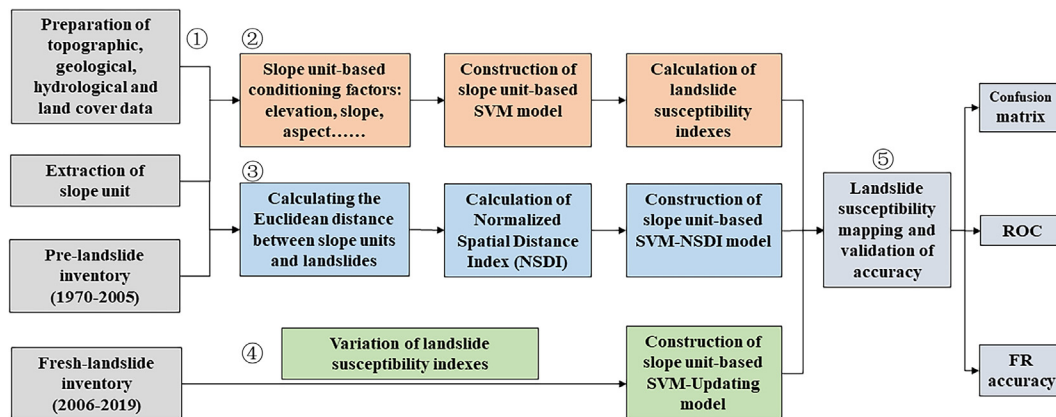 Preparation of
topographic,
geological,
hydrological and
land cover data
①
②
Slope unit-based
conditioning factors:
elevation, slope,
aspect……
Construction of
slope unit-based
SVM model
Calculation of
landslide
susceptibility
indexes
Extraction of
slope unit
③
Calculating the
Euclidean distance
between slope units
and landslides
Calculation of
Normalized
Spatial Distance
Index (NSDI)
Construction of
slope unit-based
SVM-NSDI model
Pre-landslide
inventory
(1970-2005)
Fresh-landslide
inventory
(2006-2019)
④
Variation of landslide
susceptibility indexes
Construction of
slope unit-based
SVM-Updating
model
⑤
Landslide
susceptibility
mapping and
validation of
accuracy
Confusion
matrix
ROC
FR
accuracy